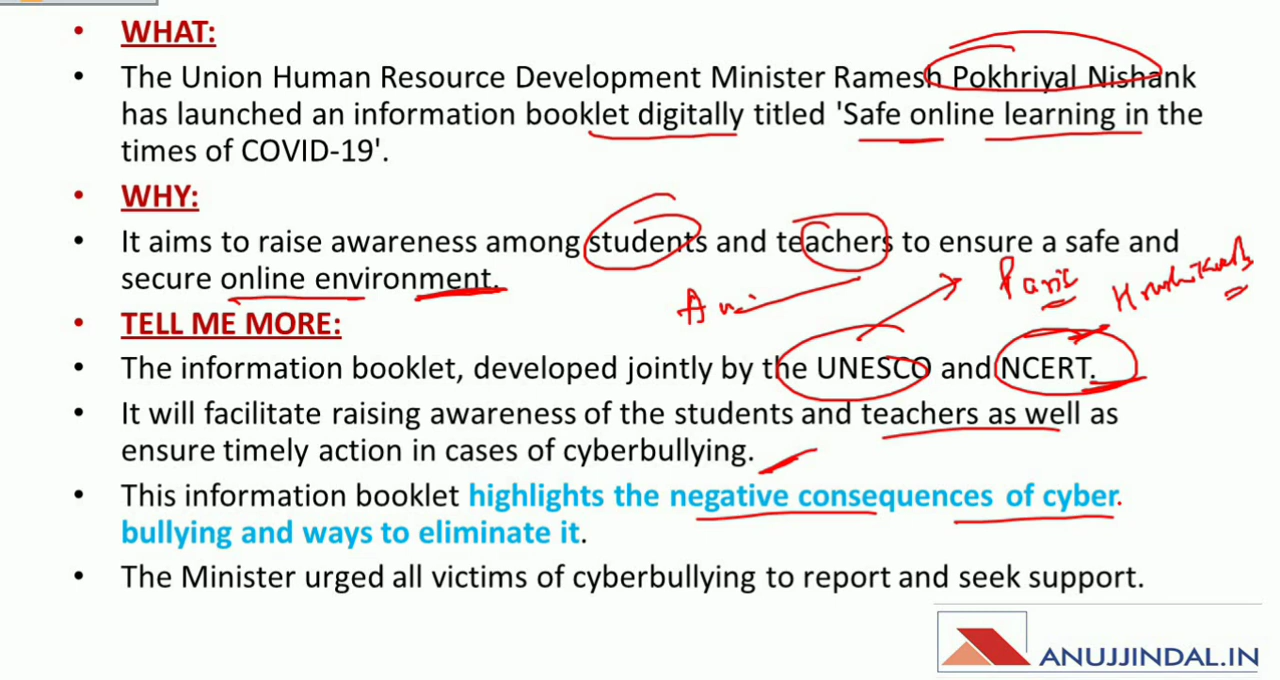 WHAT:
The Union Human Resource Development Minister Ramesh Pokhriyal Nishank
has launched an information booklet digitally titled 'Safe online learning in the
times of COVID-19'.
WHY:
It aims to raise awareness among students and teachers to ensure a safe and
secure online environment.
Paris
TELL ME MORE:
The information booklet, developed jointly by the UNESCO and NCERT.
It will facilitate raising awareness of the students and teachers as well as
ensure timely action in cases of cyberbullying.
This information booklet highlights the negative consequences of cyber
bullying and ways to eliminate it.
The Minister urged all victims of cyberbullying to report and seek support.
ANUJJINDAL.IN